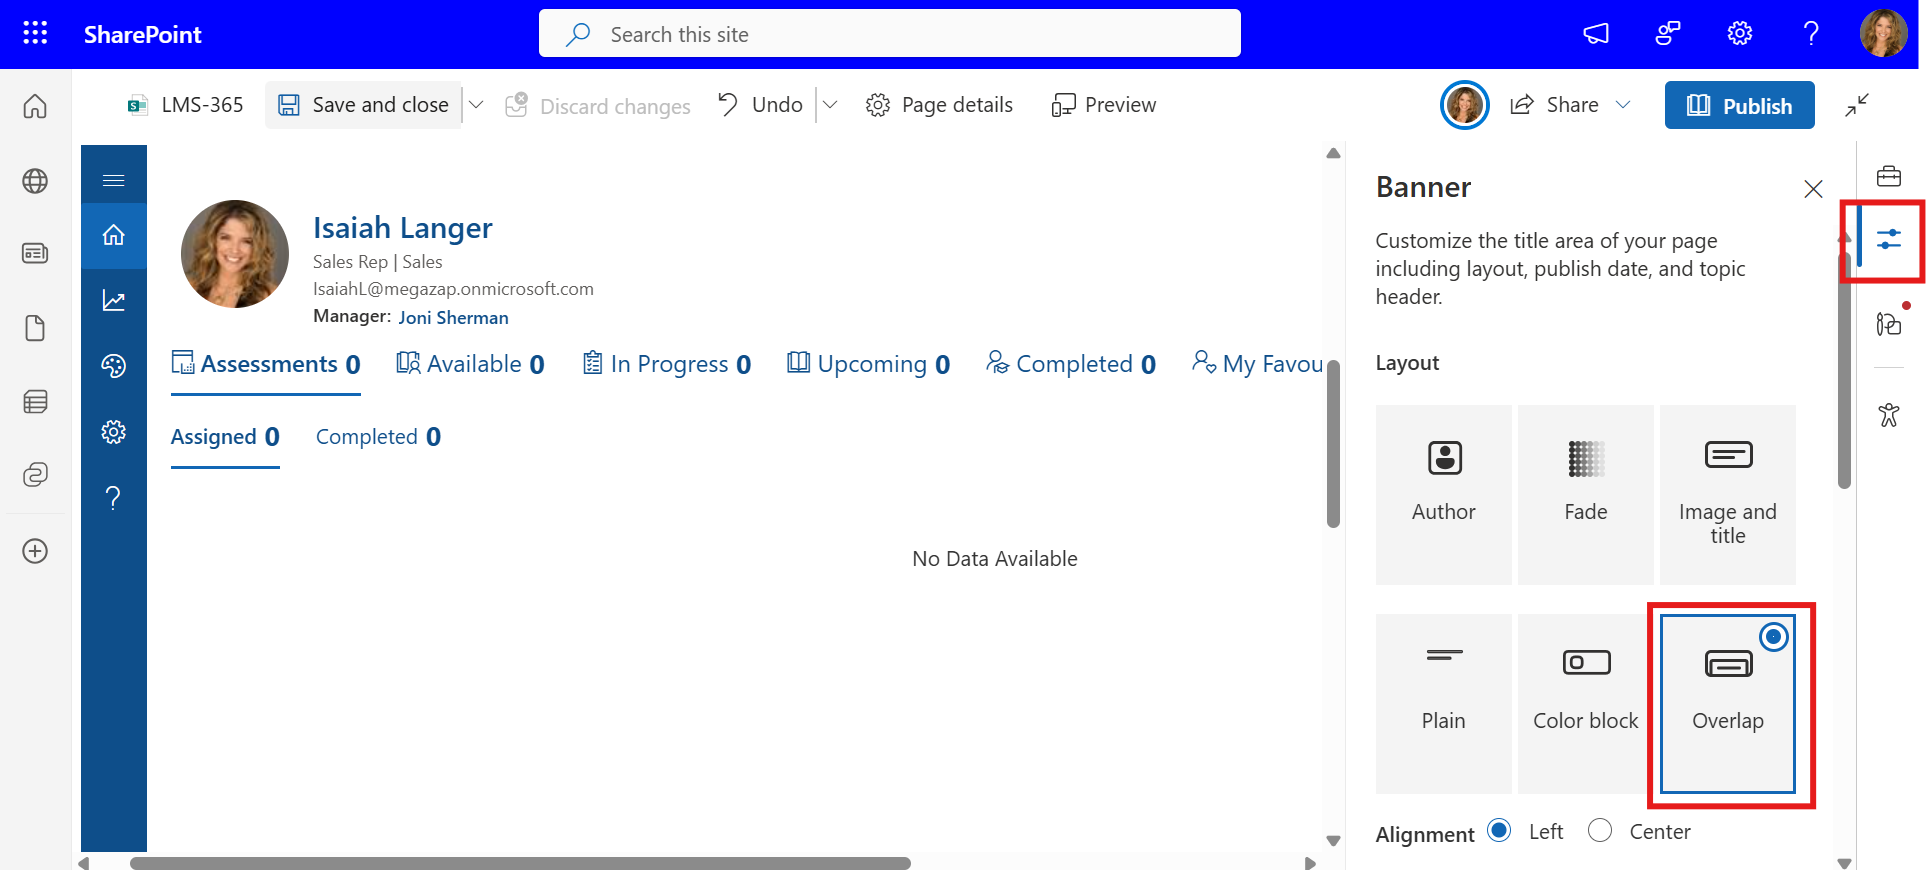 SharePoint
Search this site
LMS-365
Save and close
Discard changes
Undo
Page details
Preview
Share
Publish
Isaiah Langer
Sales Rep | Sales
IsaiahL@megazap.onmicrosoft.com
Manager: Joni Sherman
Assessments 0
Available 0
In Progress 0
Upcoming 0
Completed 0
My Favou
Assigned 0
Completed 0
No Data Available
Banner
Customize the title area of your page
including layout, publish date, and topic
header.
Layout
Author
Fade
Image and
title
Plain
Color block
Overlap
Alignment
Left
Center